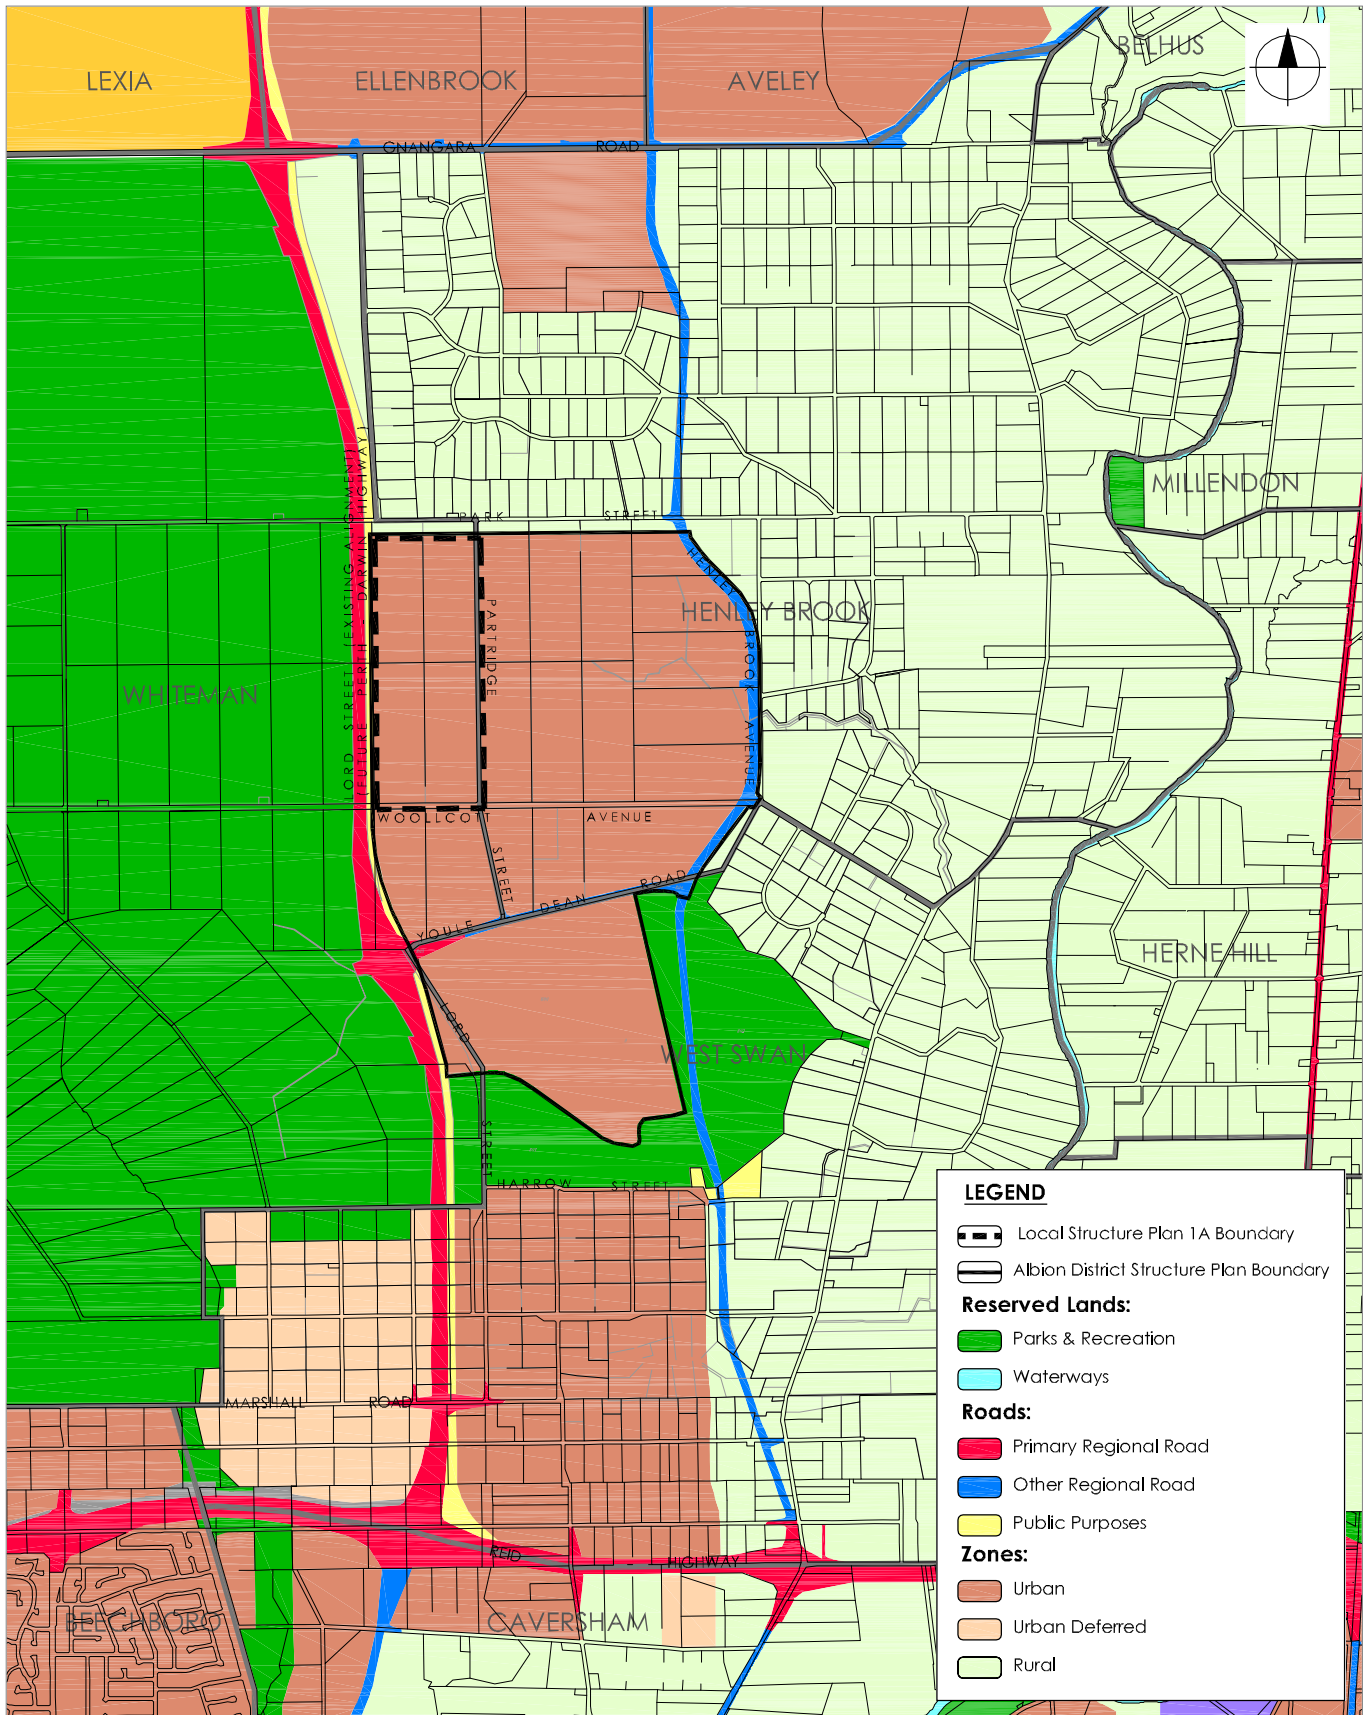 BELHUS
LEXIA
ELLENBROOK
AVELEY
GNANGARA ROAD
MILLENDON
PARK STREET
LORD STREET (EXISTING ALIGNMENT)
(FUTURE PERTH - DARWIN HIGHWAY)
HENLEY BROOK AVENUE
PARTRIDGE STREET
HENLEY BROOK
WHITEMAN
WOOLLCOTT AVENUE
YOULE DEAN ROAD
HERNE HILL
LORD STREET
WEST SWAN
HARROW STREET
MARSHALL ROAD
REID HIGHWAY
BEECHBORO
CAVERSHAM
LEGEND
Local Structure Plan 1A Boundary
Albion District Structure Plan Boundary
Reserved Lands:
Parks & Recreation
Waterways
Roads:
Primary Regional Road
Other Regional Road
Public Purposes
Zones:
Urban
Urban Deferred
Rural